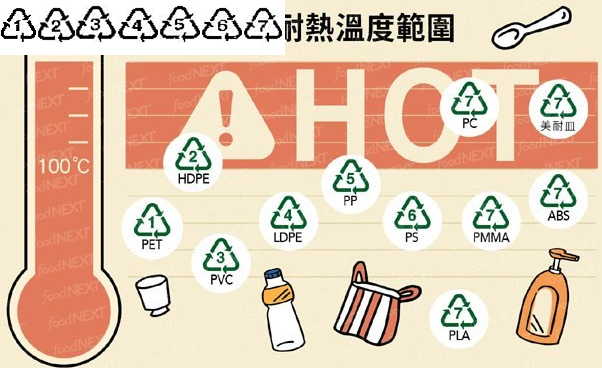 1 2 3 4 5 6 7 耐熱溫度範圍
HOT
100℃
7
PC
7
美耐皿
2
HDPE
5
PP
7
ABS
1
PET
4
LDPE
6
PS
7
PMMA
3
PVC
7
PLA
foodNEXT